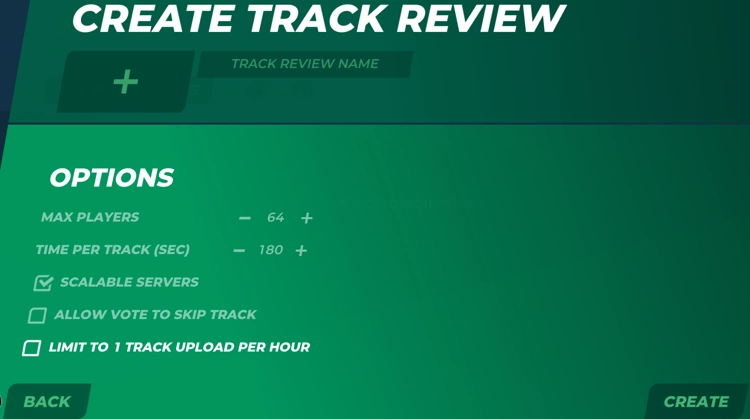 CREATE TRACK REVIEW
+
TRACK REVIEW NAME
OPTIONS
MAX PLAYERS - 64 +
TIME PER TRACK (SEC) - 180 +
SCALABLE SERVERS
ALLOW VOTE TO SKIP TRACK
LIMIT TO 1 TRACK UPLOAD PER HOUR
BACK CREATE